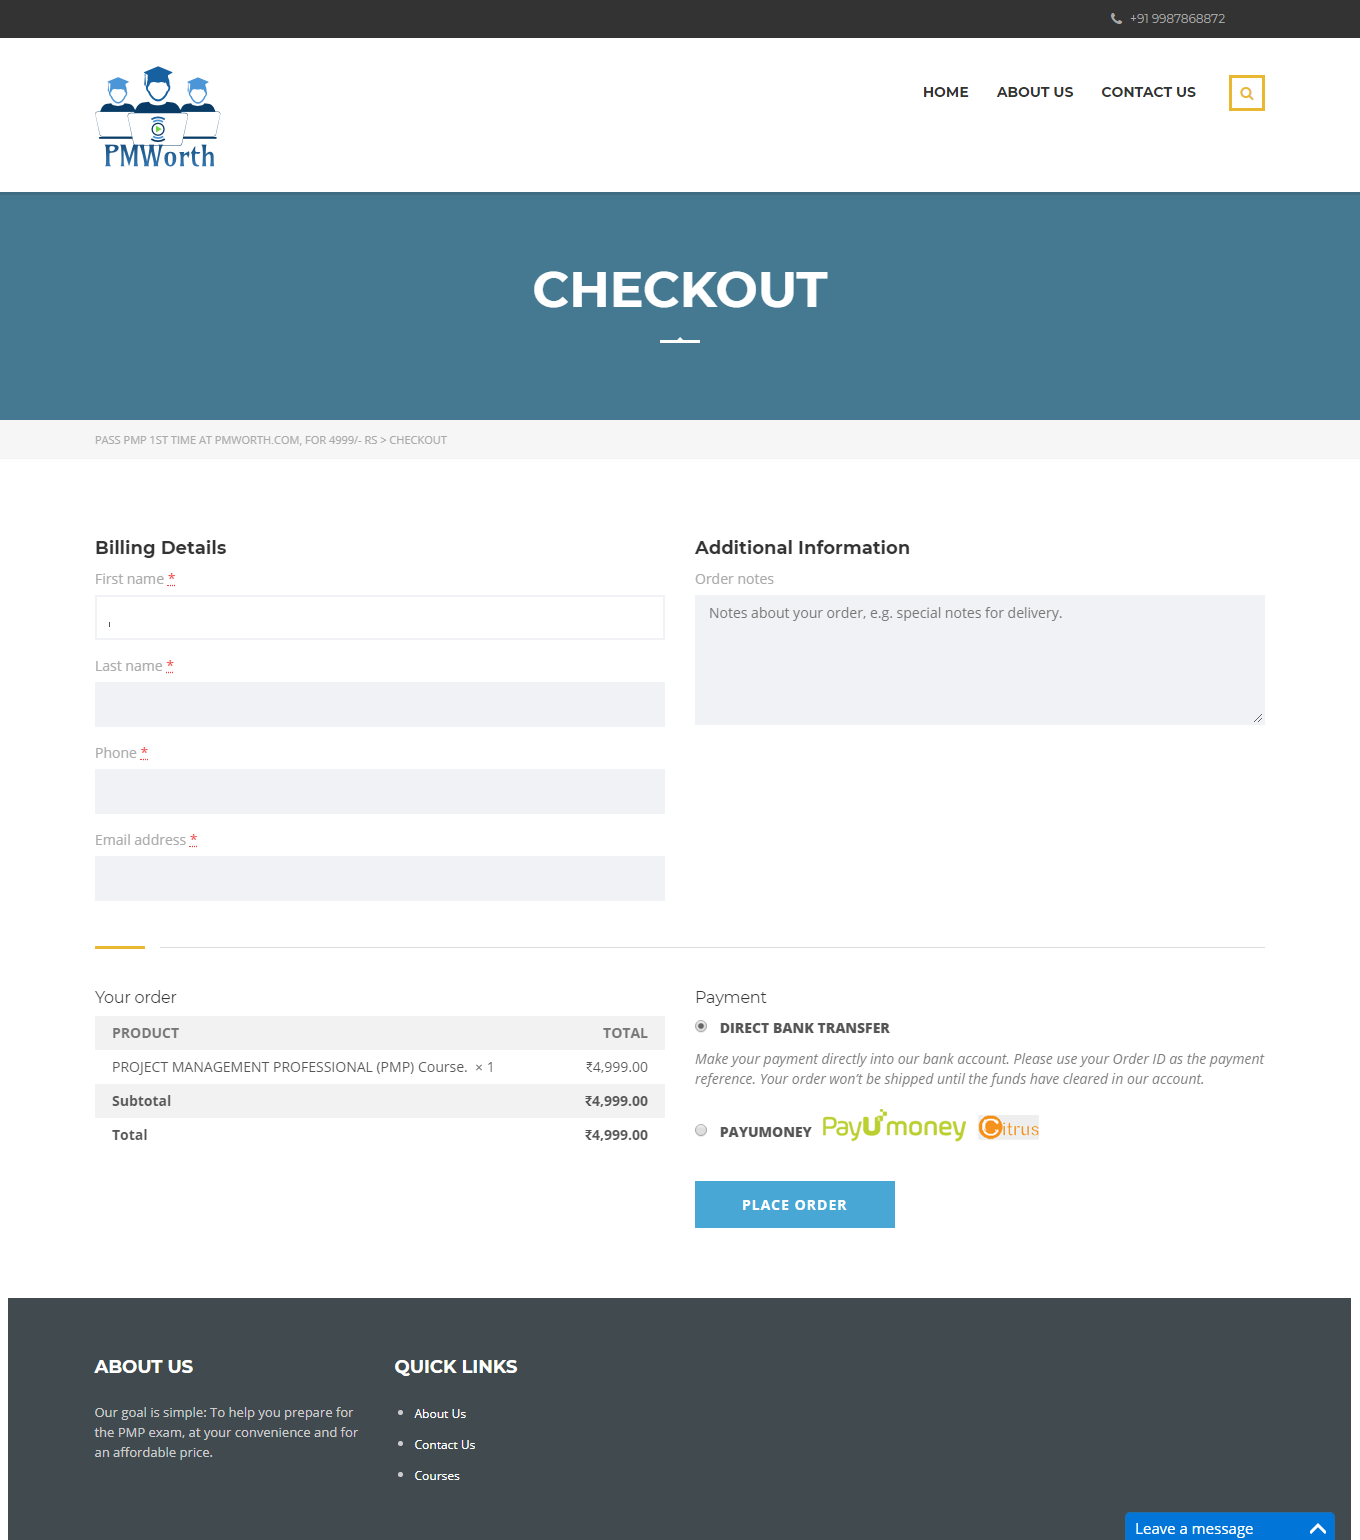 +91 9987868872
PMWorth
HOME ABOUT US CONTACT US
CHECKOUT
PASS PMP 1ST TIME AT PMWORTH.COM, FOR 4999/- RS > CHECKOUT
Billing Details
First name *
Last name *
Phone *
Email address *
Additional Information
Order notes
Notes about your order, e.g. special notes for delivery.
Your order
PRODUCT TOTAL
PROJECT MANAGEMENT PROFESSIONAL (PMP) Course. × 1 ₹4,999.00
Subtotal ₹4,999.00
Total ₹4,999.00
Payment
DIRECT BANK TRANSFER
Make your payment directly into our bank account. Please use your Order ID as the payment
reference. Your order won’t be shipped until the funds have cleared in our account.
PAYUMONEY PayUmoney Citrus
PLACE ORDER
ABOUT US
Our goal is simple: To help you prepare for
the PMP exam, at your convenience and for
an affordable price.
QUICK LINKS
About Us
Contact Us
Courses
Leave a message